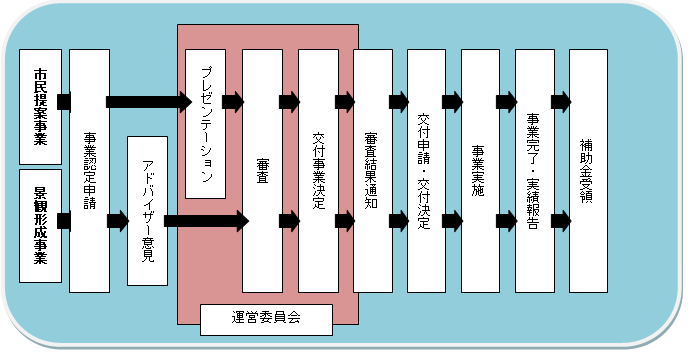 市民提案事業
景観形成事業
事業認定申請
アドバイザー意見
プレゼンテーション
審査
交付事業決定
審査結果通知
交付申請・交付決定
事業実施
事業完了・実績報告
補助金受領
運営委員会